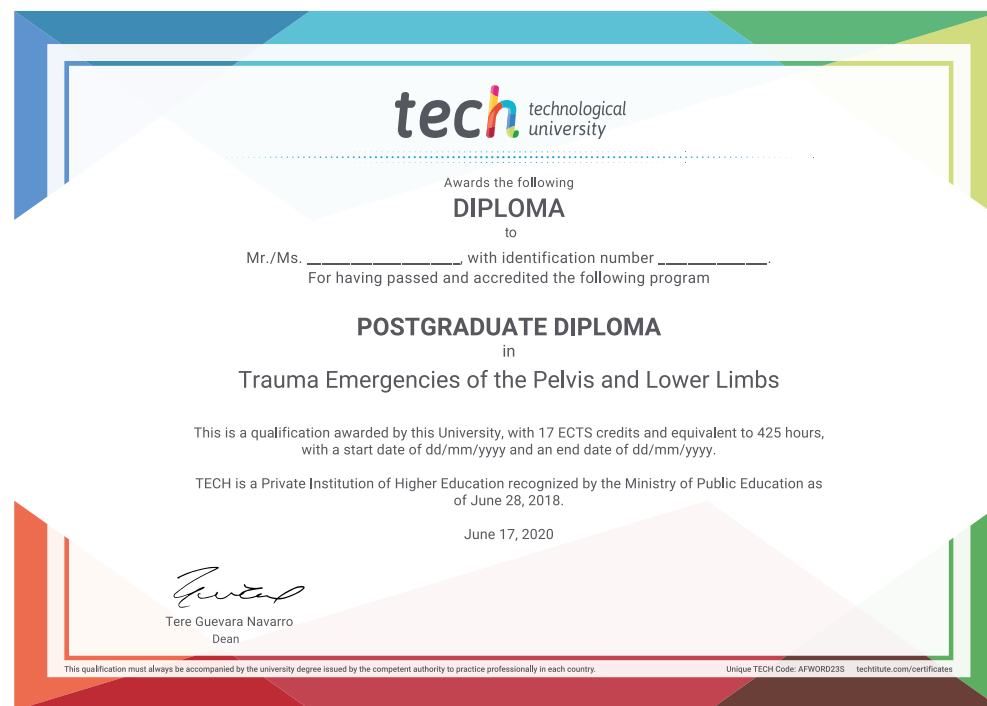 tech technological
university
Awards the following
DIPLOMA
to
Mr./Ms. ____________________, with identification number ______________.
For having passed and accredited the following program
POSTGRADUATE DIPLOMA
in
Trauma Emergencies of the Pelvis and Lower Limbs
This is a qualification awarded by this University, with 17 ECTS credits and equivalent to 425 hours,
with a start date of dd/mm/yyyy and an end date of dd/mm/yyyy.
TECH is a Private Institution of Higher Education recognized by the Ministry of Public Education as
of June 28, 2018.
June 17, 2020
Tere Guevara Navarro
Dean
This qualification must always be accompanied by the university degree issued by the competent authority to practice professionally in each country. Unique TECH Code: AFWORD23S techtitute.com/certificates